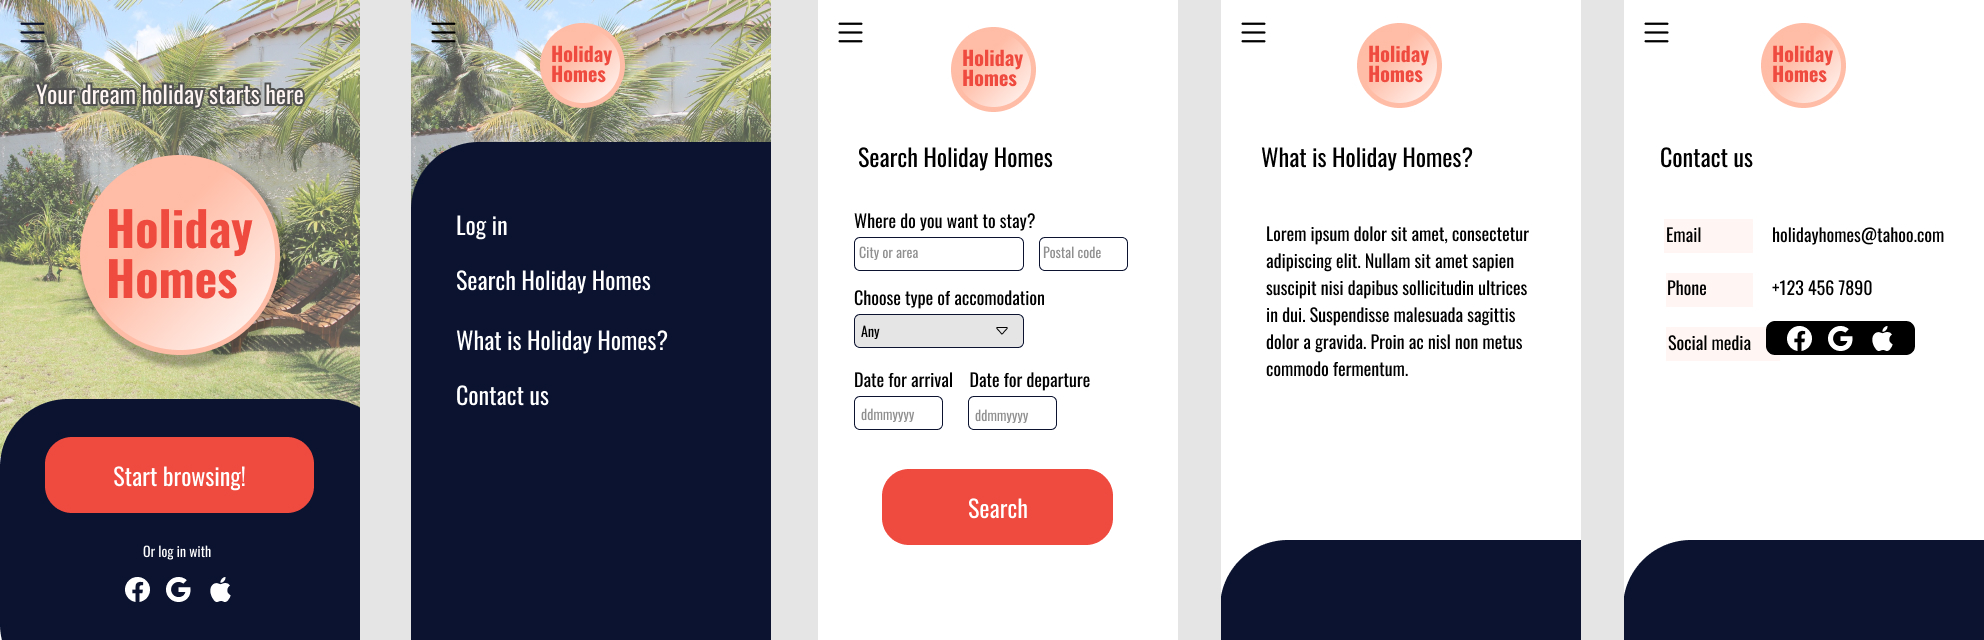 Your dream holiday starts here
Holiday
Homes
Start browsing!
Or log in with
Holiday
Homes
Log in
Search Holiday Homes
What is Holiday Homes?
Contact us
Holiday
Homes
Search Holiday Homes
Where do you want to stay?
City or area
Postal code
Choose type of accomodation
Any
Date for arrival
Date for departure
ddmmyyyy
ddmmyyyy
Search
Holiday
Homes
What is Holiday Homes?
Lorem ipsum dolor sit amet, consectetur
adipiscing elit. Nullam sit amet sapien
suscipit nisi dapibus sollicitudin ultrices
in dui. Suspendisse malesuada sagittis
dolor a gravida. Proin ac nisl non metus
commodo fermentum.
Holiday
Homes
Contact us
Email
holidayhomes@tahoo.com
Phone
+123 456 7890
Social media